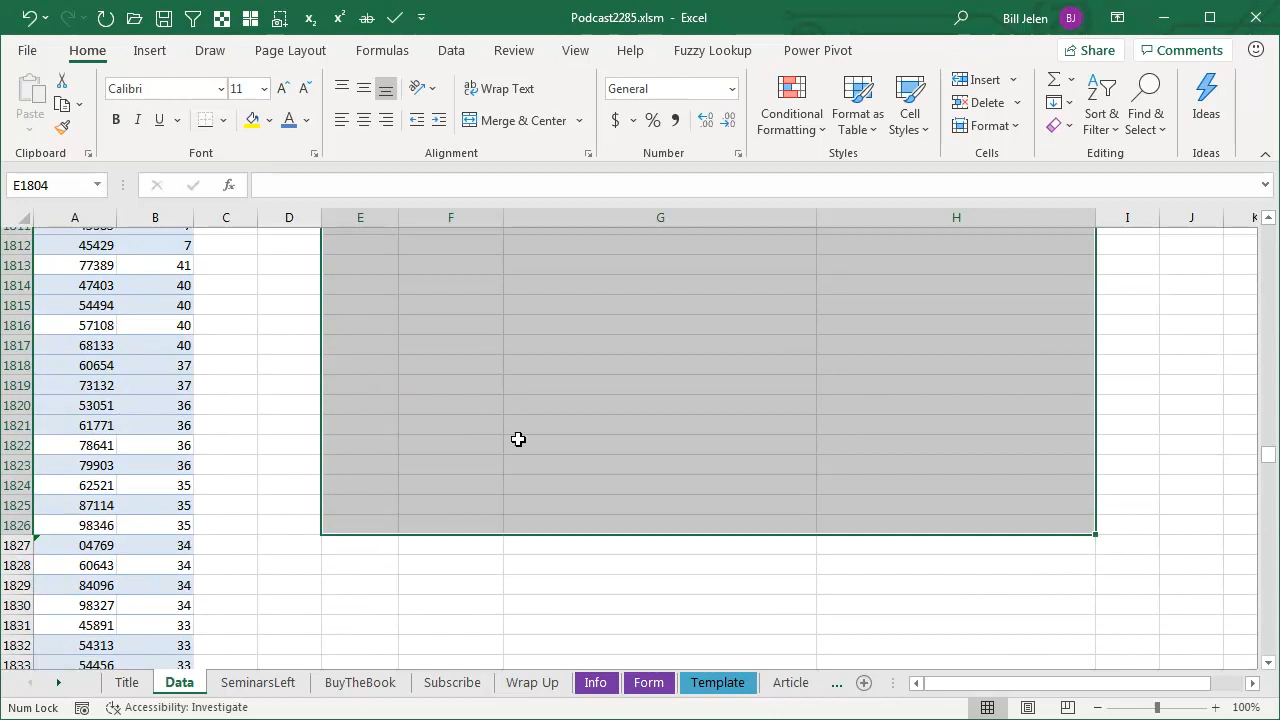 Podcast2285.xlsm - Excel
Bill Jelen BJ
File Home Insert Draw Page Layout Formulas Data Review View Help Fuzzy Lookup Power Pivot Share Comments
Paste
Calibri 11
Wrap Text
Merge & Center
General
$ %
Conditional Formatting
Format as Table
Cell Styles
Insert
Delete
Format
Sort & Filter
Find & Select
Ideas
Clipboard Font Alignment Number Styles Cells Editing Ideas
E1804 fx
A B C D E F G H I J K
1812 45429 7
1813 77389 41
1814 47403 40
1815 54494 40
1816 57108 40
1817 68133 40
1818 60654 37
1819 73132 37
1820 53051 36
1821 61771 36
1822 78641 36
1823 79903 36
1824 62521 35
1825 87114 35
1826 98346 35
1827 04769 34
1828 60643 34
1829 84096 34
1830 98327 34
1831 45891 33
1832 54313 33
1833 54456 33
Title Data SeminarsLeft BuyTheBook Subscribe Wrap Up Info Form Template Article ...
Num Lock Accessibility: Investigate 100%